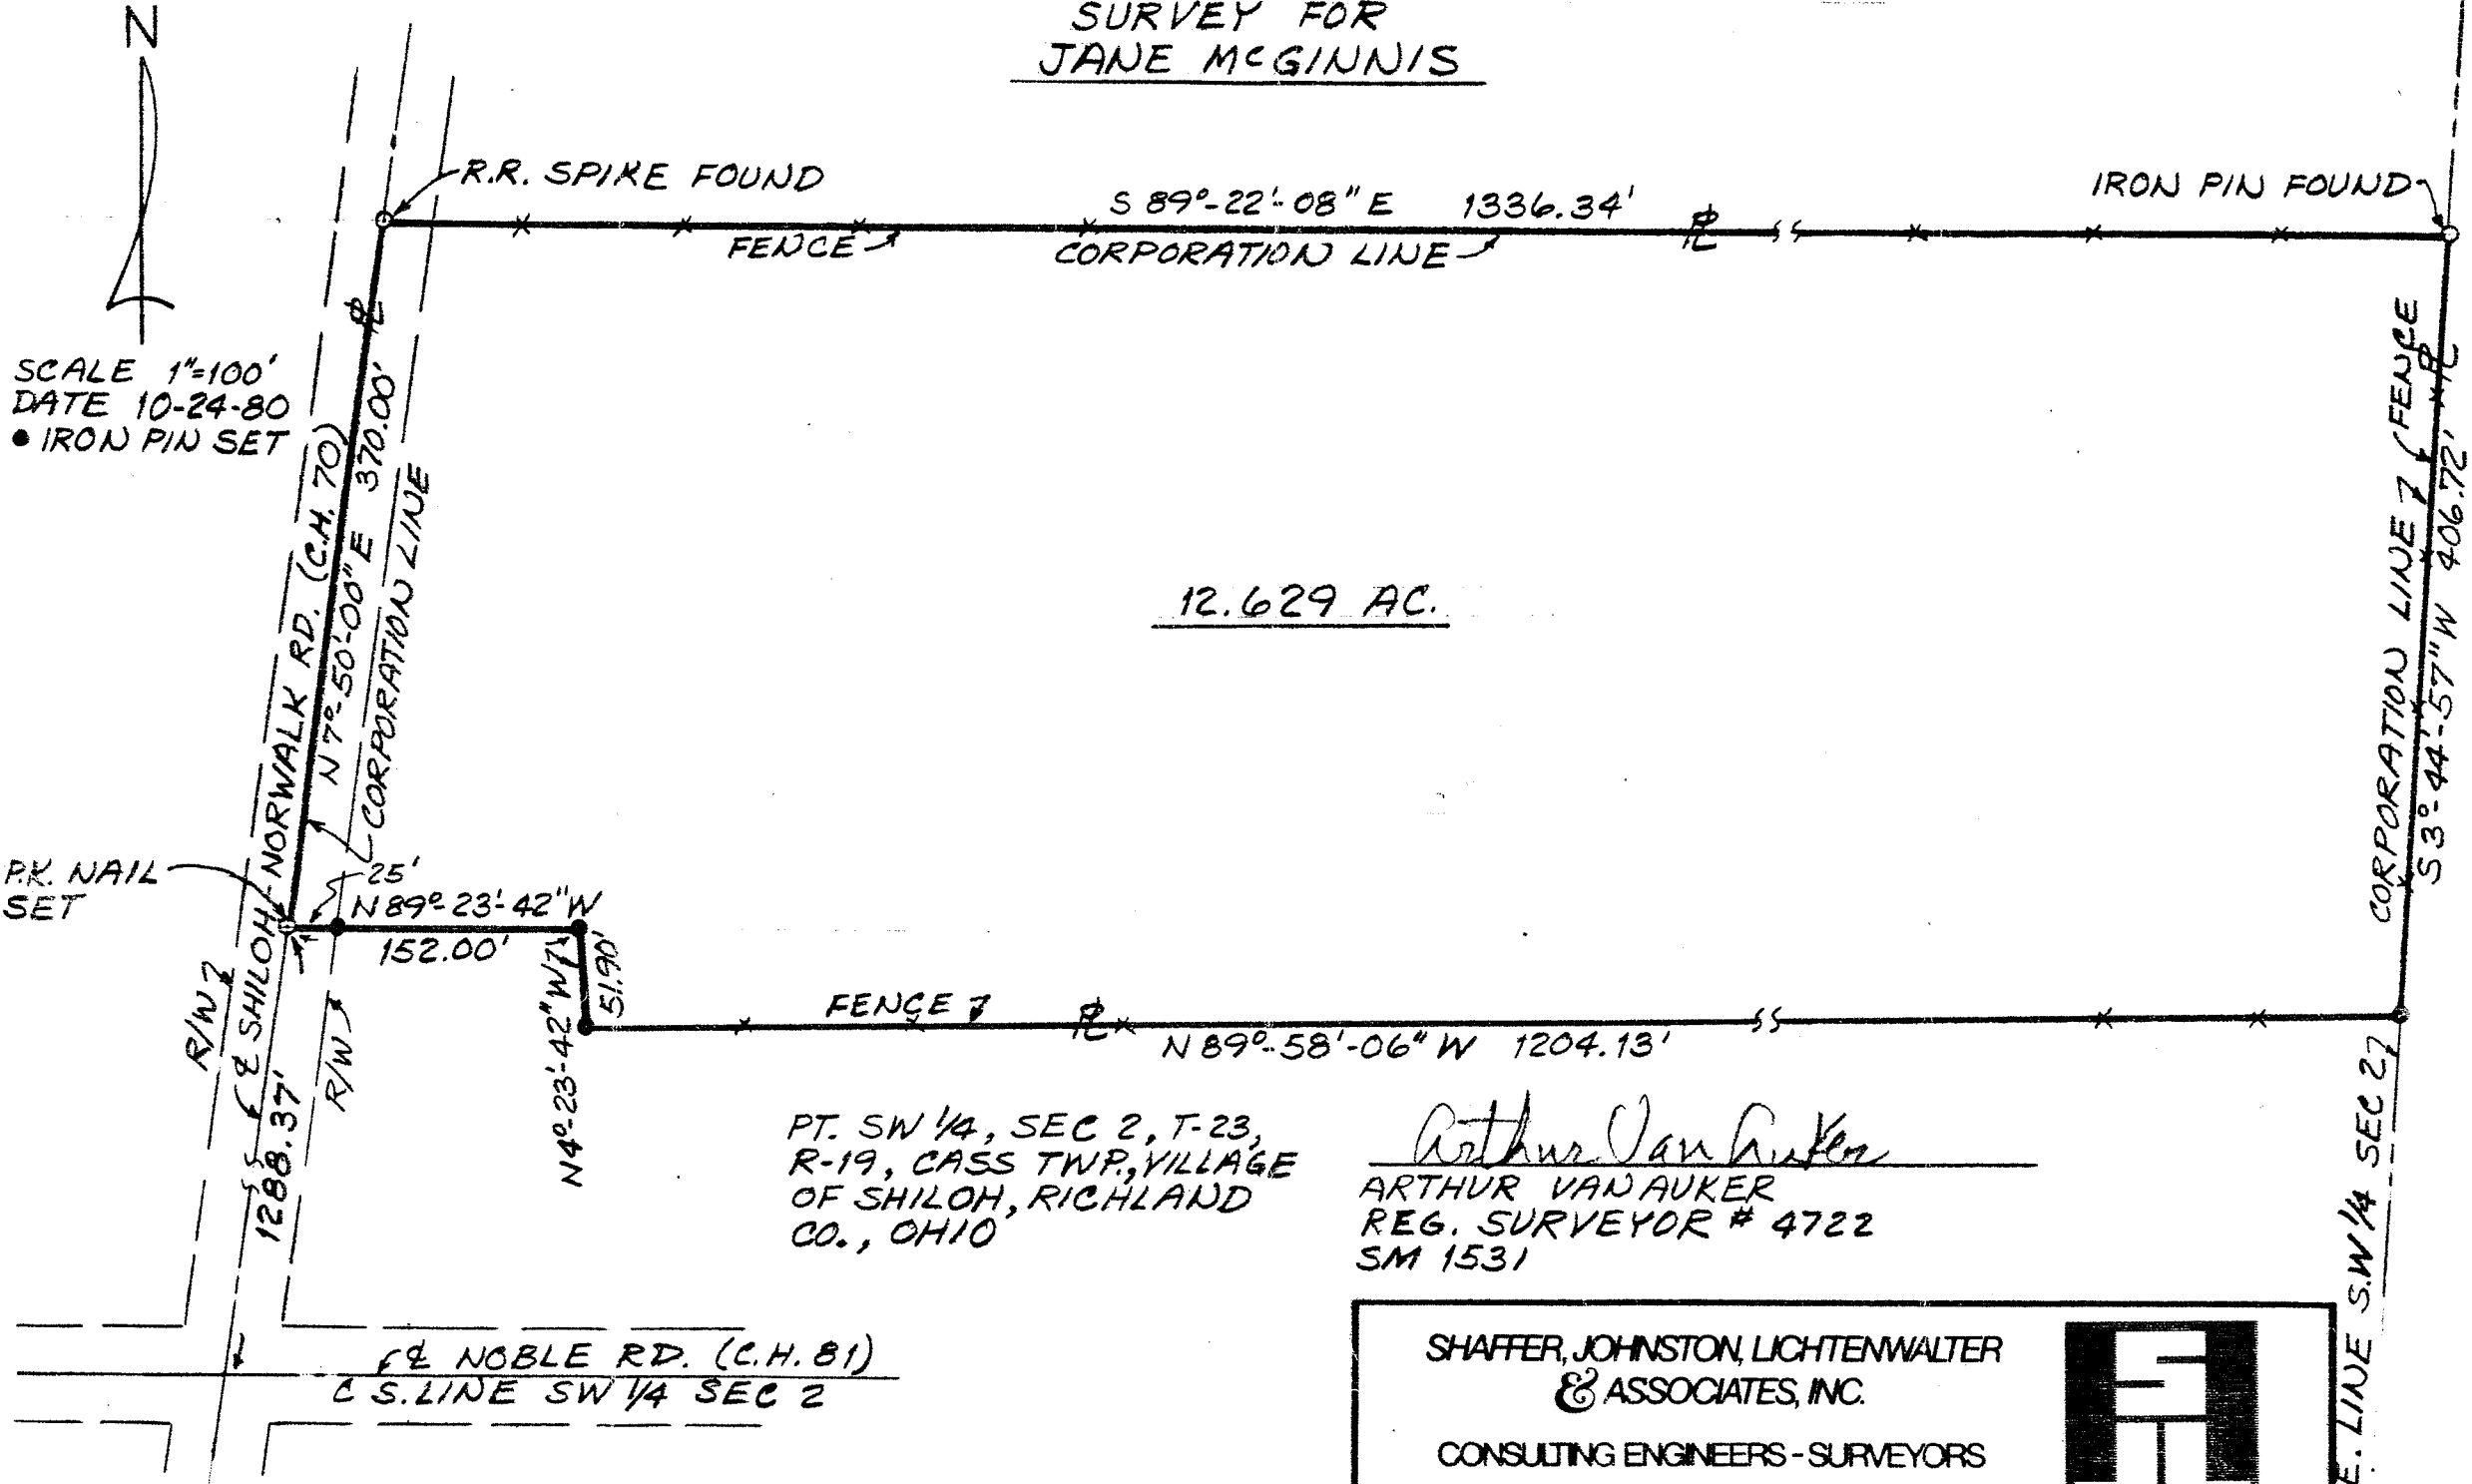 N
SURVEY FOR
JANE McGINNIS
R.R. SPIKE FOUND
S 89°-22'-08" E 1336.34'
℄
IRON PIN FOUND
FENCE
CORPORATION LINE
SCALE 1"=100'
DATE 10-24-80
• IRON PIN SET
℄ SHILOH-NORWALK RD. (C.H. 70)
N 7°-50'-00" E 370.00'
CORPORATION LINE
12.629 AC.
CORPORATION LINE
FENCE
S 3°-44'-57" W 406.72'
P.K. NAIL
SET
25'
N 89°-23'-42" W
152.00'
N 4°-23'-42" W
51.90'
FENCE
N 89°-58'-06" W 1204.13'
R/W
R/W
1288.37'
PT. SW 1/4, SEC 2, T-23,
R-19, CASS TWP., VILLAGE
OF SHILOH, RICHLAND
CO., OHIO
Arthur Van Auker
ARTHUR VAN AUKER
REG. SURVEYOR # 4722
SM 1531
E. LINE S.W 1/4 SEC 2
℄ NOBLE RD. (C.H. 81)
S. LINE SW 1/4 SEC 2
SHAFFER, JOHNSTON, LICHTENWALTER
& ASSOCIATES, INC.
CONSULTING ENGINEERS - SURVEYORS